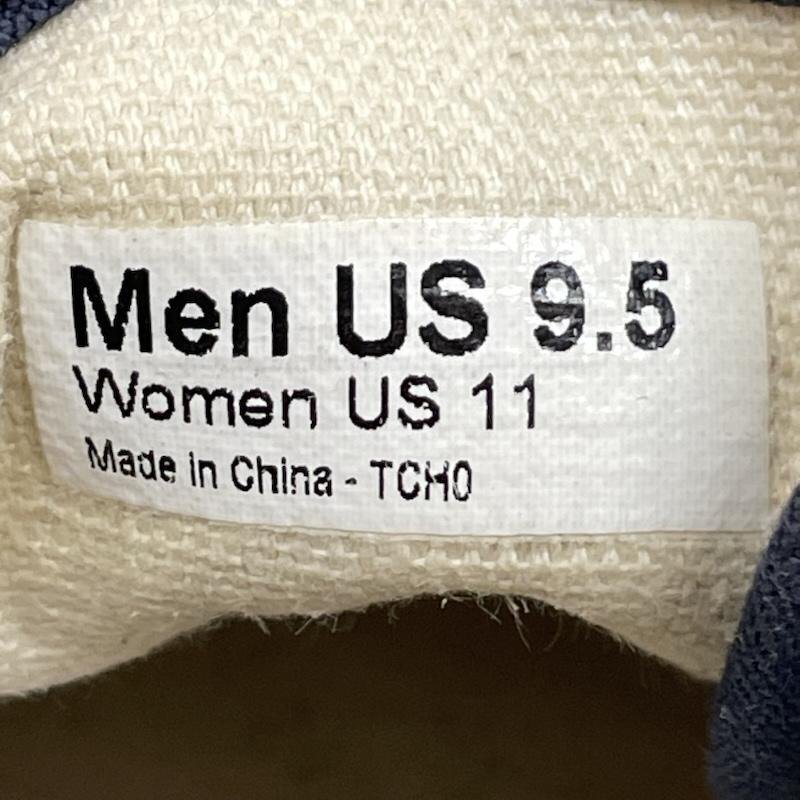 Men US 9.5
Women US 11
Made in China - TCH0